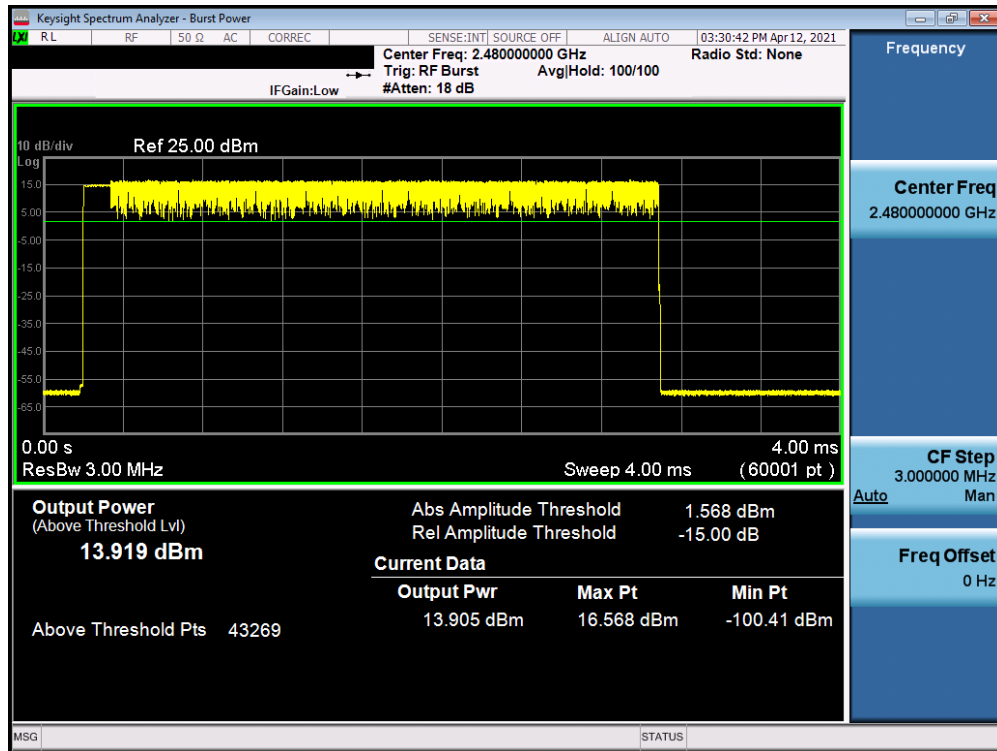 Keysight Spectrum Analyzer - Burst Power
LXI RL RF 50 Ω AC CORREC SENSE:INT SOURCE OFF ALIGN AUTO 03:30:42 PM Apr 12, 2021
Center Freq: 2.480000000 GHz Radio Std: None
Trig: RF Burst Avg|Hold: 100/100
IFGain:Low #Atten: 18 dB
10 dB/div Ref 25.00 dBm
Log
15.0
5.00
-5.00
-15.0
-25.0
-35.0
-45.0
-55.0
-65.0
0.00 s 4.00 ms
ResBw 3.00 MHz Sweep 4.00 ms (60001 pt)
Output Power
(Above Threshold Lvl)
13.919 dBm
Above Threshold Pts 43269
Abs Amplitude Threshold 1.568 dBm
Rel Amplitude Threshold -15.00 dB
Current Data
Output Pwr Max Pt Min Pt
13.905 dBm 16.568 dBm -100.41 dBm
Frequency
Center Freq
2.480000000 GHz
CF Step
3.000000 MHz
Auto Man
Freq Offset
0 Hz
MSG STATUS